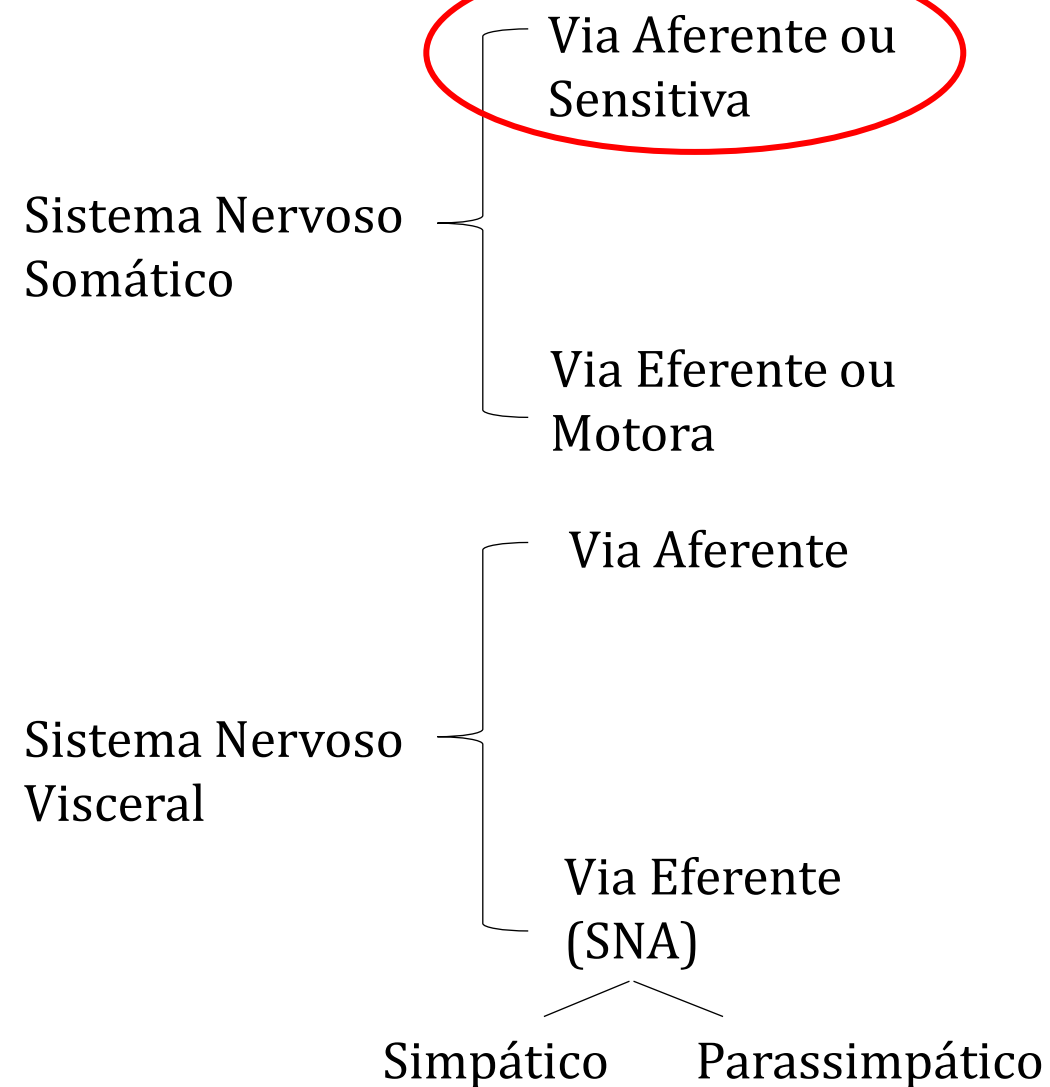 Via Aferente ou
Sensitiva
Sistema Nervoso
Somático
Via Eferente ou
Motora
Via Aferente
Sistema Nervoso
Visceral
Via Eferente
(SNA)
Simpático
Parassimpático